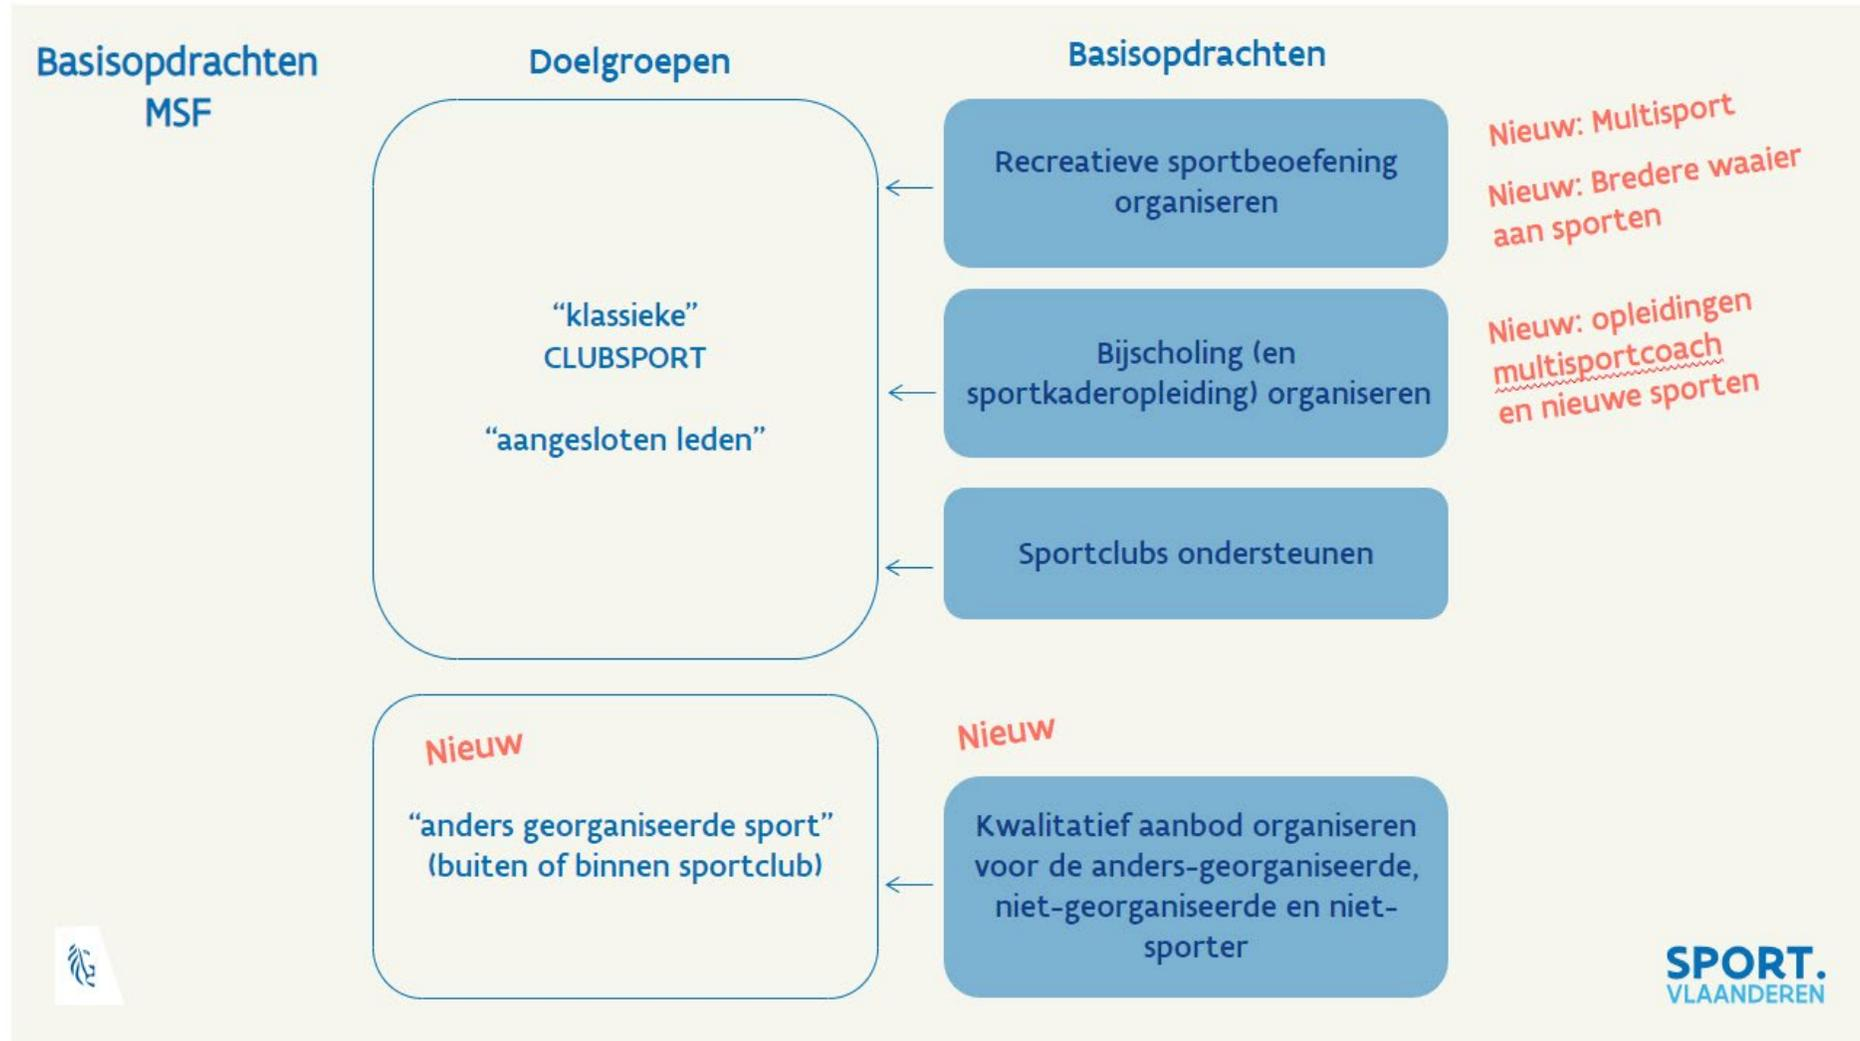 Basisopdrachten
MSF
Doelgroepen
Basisopdrachten
“klassieke”
CLUBSPORT
“aangesloten leden”
Recreatieve sportbeoefening
organiseren
Nieuw: Multisport
Nieuw: Bredere waaier
aan sporten
Bijscholing (en
sportkaderopleiding) organiseren
Nieuw: opleidingen
multisportcoach
en nieuwe sporten
Sportclubs ondersteunen
Nieuw
“anders georganiseerde sport”
(buiten of binnen sportclub)
Nieuw
Kwalitatief aanbod organiseren
voor de anders-georganiseerde,
niet-georganiseerde en niet-
sporter
SPORT.
VLAANDEREN